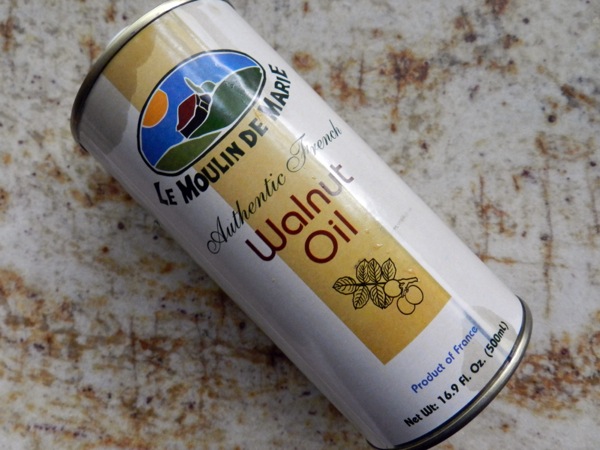 LE MOULIN DE MARIE
Authentic French
Walnut
Oil
Product of France
Net Wt: 16.9 Fl. Oz. (500mL)